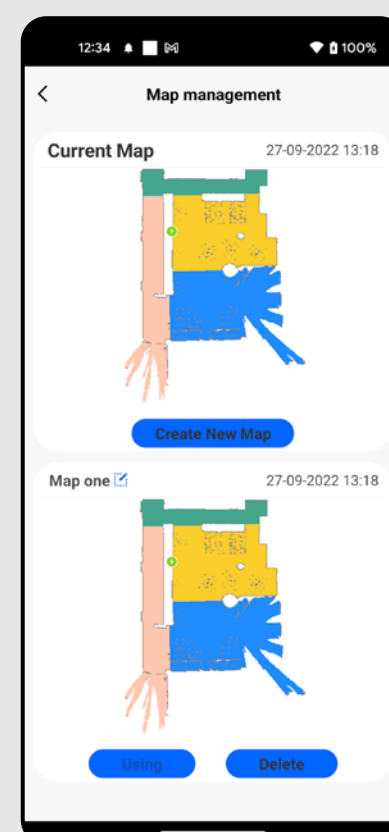 12:34 100%
Map management
Current Map 27-09-2022 13:18
Create New Map
Map one 27-09-2022 13:18
Using Delete